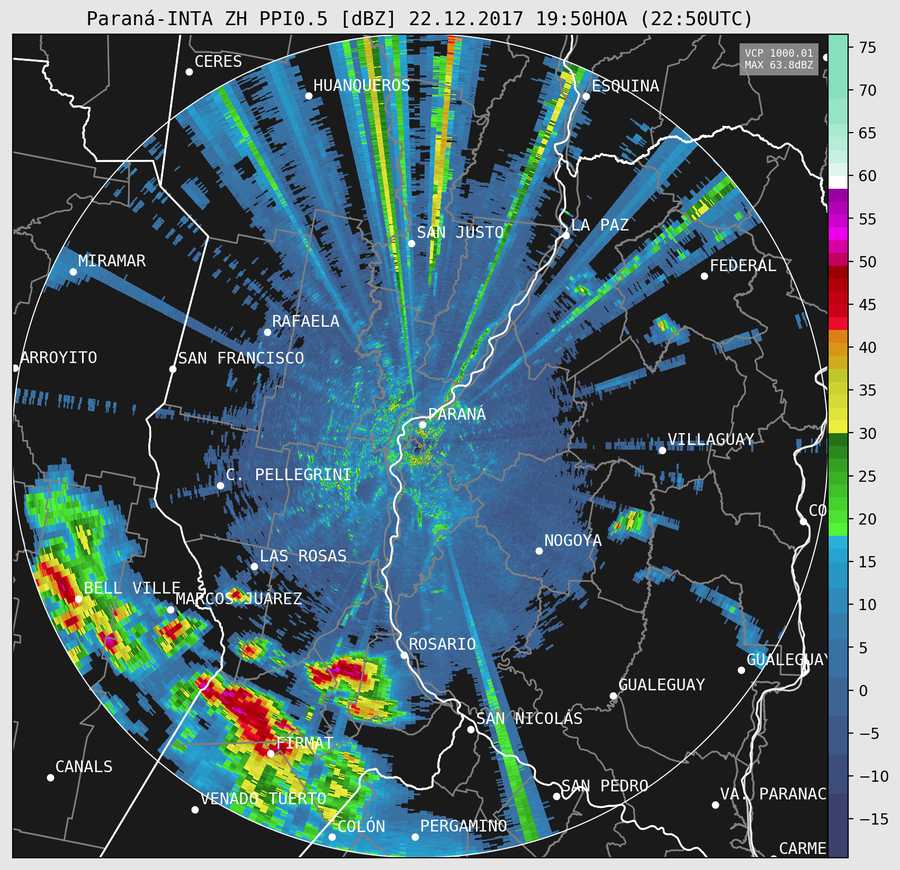 Paraná-INTA ZH PPI0.5 [dBZ] 22.12.2017 19:50HOA (22:50UTC)
VCP 1000.01
MAX 63.8dBZ
75
70
65
60
55
50
45
40
35
30
25
20
15
10
5
0
−5
−10
−15
CERES
HUANQUEROS
ESQUINA
SAN JUSTO
LA PAZ
MIRAMAR
FEDERAL
RAFAELA
ARROYITO
SAN FRANCISCO
PARANÁ
VILLAGUAY
C. PELLEGRINI
CO
NOGOYA
LAS ROSAS
BELL VILLE
MARCOS JUAREZ
ROSARIO
GUALEGUAY
GUALEGUAY
SAN NICOLÁS
FIRMAT
CANALS
SAN PEDRO
VENADO TUERTO
VA. PARANAC
COLÓN
PERGAMINO
CARME